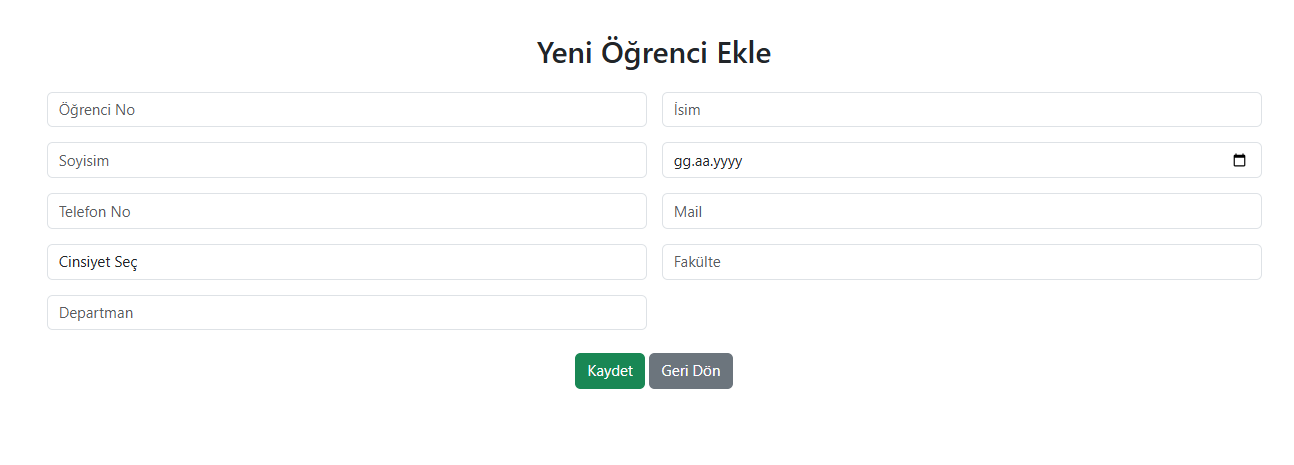 Yeni Öğrenci Ekle
Öğrenci No
İsim
Soyisim
gg.aa.yyyy
Telefon No
Mail
Cinsiyet Seç
Fakülte
Departman
Kaydet
Geri Dön